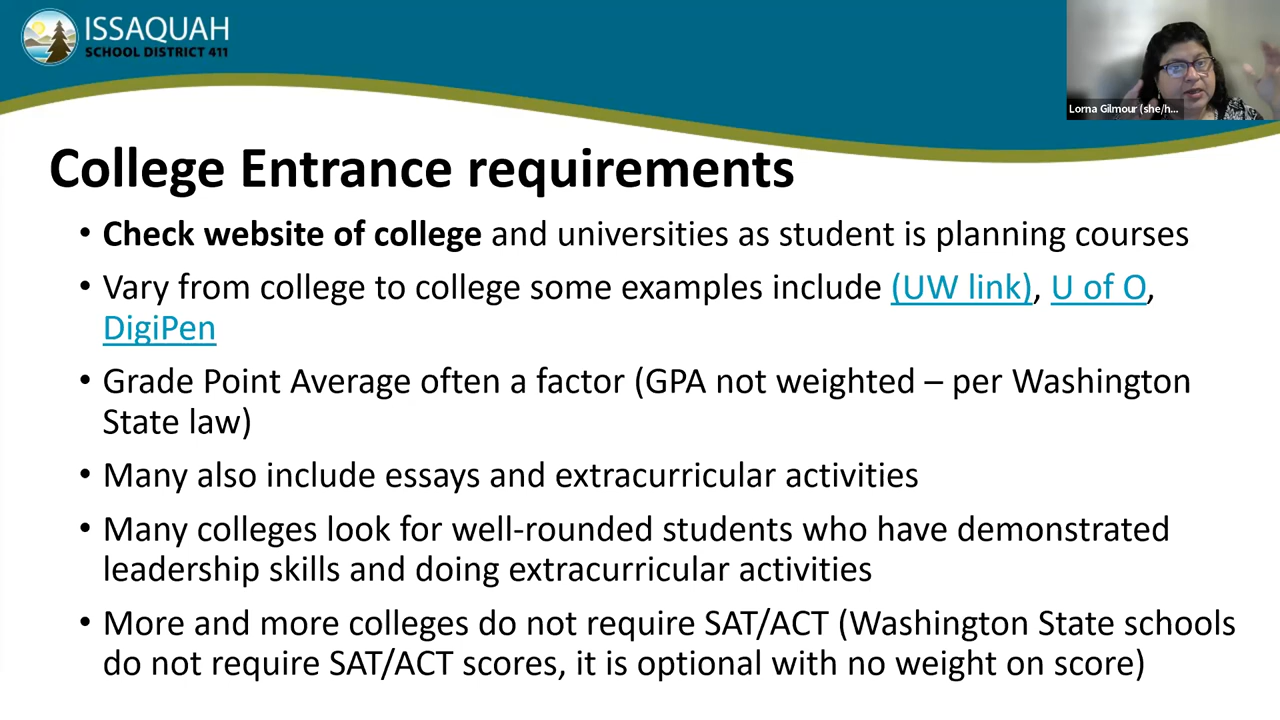 ISSAQUAH
SCHOOL DISTRICT 411
Lorna Gilmour (she/h...
College Entrance requirements
• Check website of college and universities as student is planning courses
• Vary from college to college some examples include (UW link), U of O,
DigiPen
• Grade Point Average often a factor (GPA not weighted – per Washington
State law)
• Many also include essays and extracurricular activities
• Many colleges look for well-rounded students who have demonstrated
leadership skills and doing extracurricular activities
• More and more colleges do not require SAT/ACT (Washington State schools
do not require SAT/ACT scores, it is optional with no weight on score)